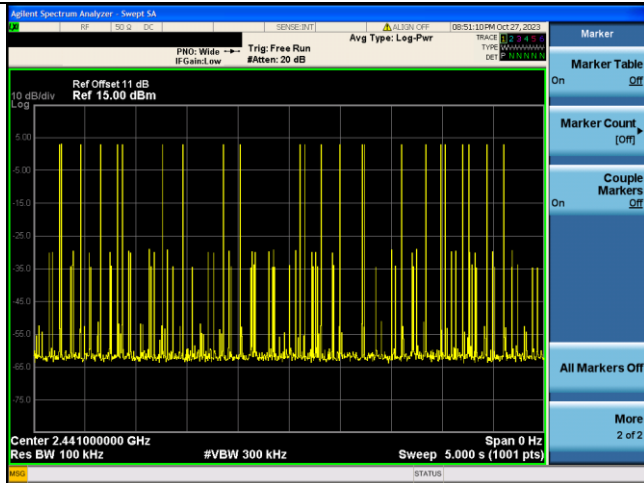 Agilent Spectrum Analyzer - Swept SA
RF 50 Ω DC SENSE:INT ALIGN OFF 08:51:10PM Oct 27, 2023
Avg Type: Log-Pwr
TRACE 1 2 3 4 5 6
TYPE
DET P N N N N N
PNO: Wide
IFGain:Low
Trig: Free Run
#Atten: 20 dB
10 dB/div
Log
Ref Offset 11 dB
Ref 15.00 dBm
5.00
-5.00
-15.0
-25.0
-35.0
-45.0
-55.0
-65.0
-75.0
Center 2.441000000 GHz
Span 0 Hz
Res BW 100 kHz
#VBW 300 kHz
Sweep 5.000 s (1001 pts)
MSG
STATUS
Marker
Marker Table
On Off
Marker Count
[Off]
Couple
Markers
On Off
All Markers Off
More
2 of 2